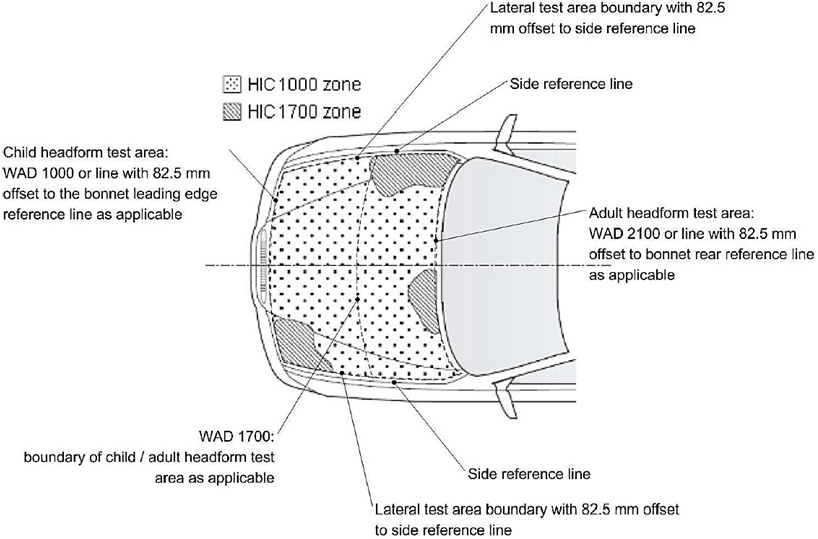 Lateral test area boundary with 82.5
mm offset to side reference line
HIC 1000 zone
Side reference line
HIC 1700 zone
Child headform test area:
WAD 1000 or line with 82.5 mm
offset to the bonnet leading edge
reference line as applicable
Adult headform test area:
WAD 2100 or line with 82.5 mm
offset to bonnet rear reference line
as applicable
WAD 1700:
boundary of child / adult headform test
area as applicable
Side reference line
Lateral test area boundary with 82.5 mm offset
to side reference line